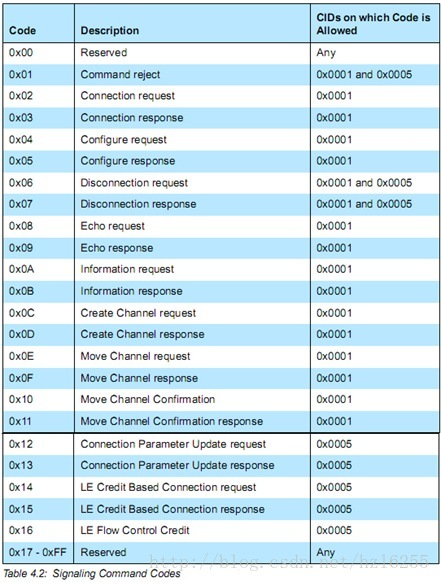 Code Description CIDs on which Code is
Allowed
0x00 Reserved Any
0x01 Command reject 0x0001 and 0x0005
0x02 Connection request 0x0001
0x03 Connection response 0x0001
0x04 Configure request 0x0001
0x05 Configure response 0x0001
0x06 Disconnection request 0x0001 and 0x0005
0x07 Disconnection response 0x0001 and 0x0005
0x08 Echo request 0x0001
0x09 Echo response 0x0001
0x0A Information request 0x0001
0x0B Information response 0x0001
0x0C Create Channel request 0x0001
0x0D Create Channel response 0x0001
0x0E Move Channel request 0x0001
0x0F Move Channel response 0x0001
0x10 Move Channel Confirmation 0x0001
0x11 Move Channel Confirmation response 0x0001
0x12 Connection Parameter Update request 0x0005
0x13 Connection Parameter Update response 0x0005
0x14 LE Credit Based Connection request 0x0005
0x15 LE Credit Based Connection response 0x0005
0x16 LE Flow Control Credit 0x0005
0x17 - 0xFF Reserved Any
http://blog.csdn.net/hzl6255
Table 4.2: Signaling Command Codes